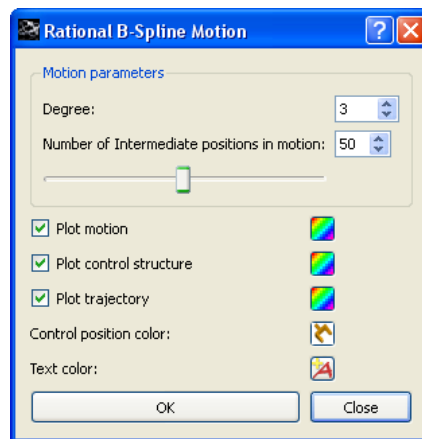 Rational B-Spline Motion
Motion parameters
Degree: 3
Number of Intermediate positions in motion: 50
Plot motion
Plot control structure
Plot trajectory
Control position color:
Text color:
OK Close